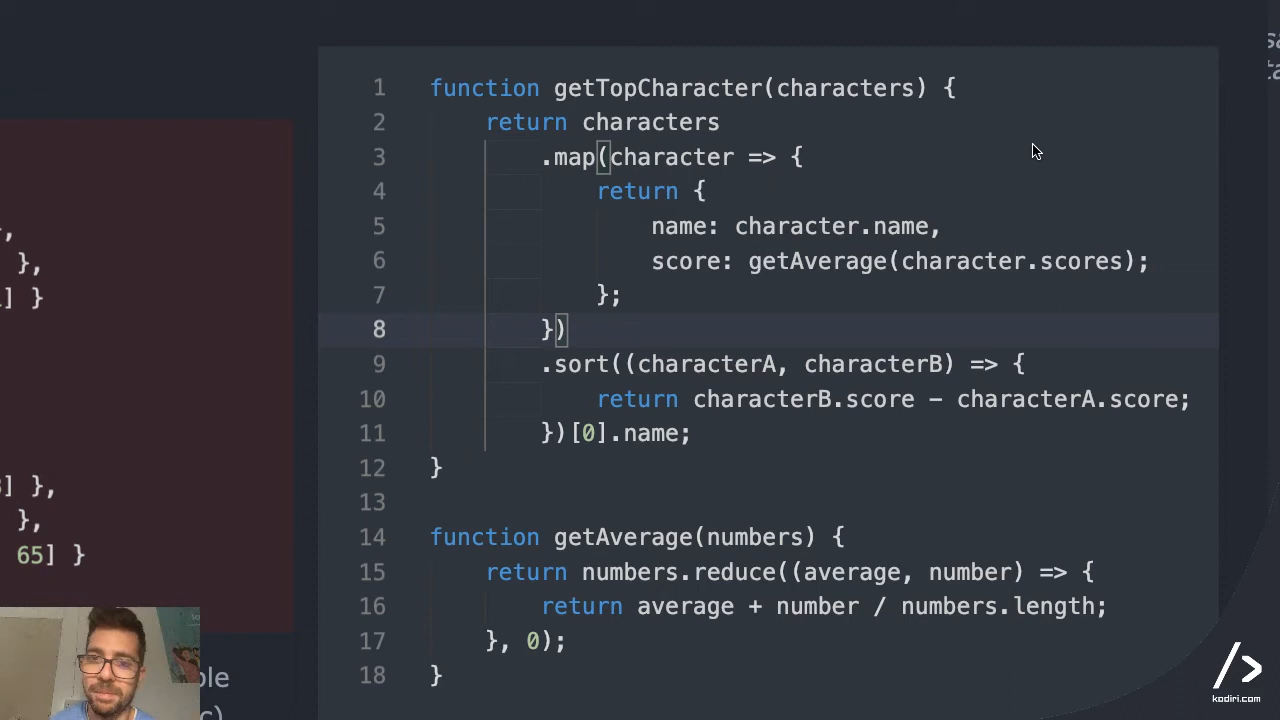 1 function getTopCharacter(characters) {
2 return characters
3 .map(character => {
4 return {
5 name: character.name,
6 score: getAverage(character.scores);
7 };
8 })
9 .sort((characterA, characterB) => {
10 return characterB.score - characterA.score;
11 })[0].name;
12 }
13
14 function getAverage(numbers) {
15 return numbers.reduce((average, number) => {
16 return average + number / numbers.length;
17 }, 0);
18 }
},
] }
] },
},
65] }
kodiri.com